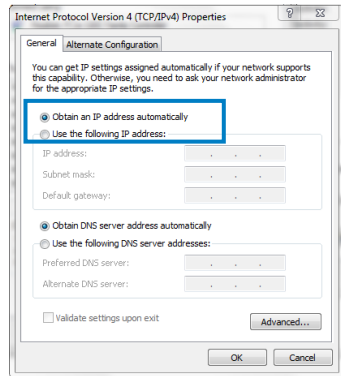 Internet Protocol Version 4 (TCP/IPv4) Properties
General
Alternate Configuration
You can get IP settings assigned automatically if your network supports
this capability. Otherwise, you need to ask your network administrator
for the appropriate IP settings.
Obtain an IP address automatically
Use the following IP address:
IP address:
Subnet mask:
Default gateway:
Obtain DNS server address automatically
Use the following DNS server addresses:
Preferred DNS server:
Alternate DNS server:
Validate settings upon exit
Advanced...
OK
Cancel